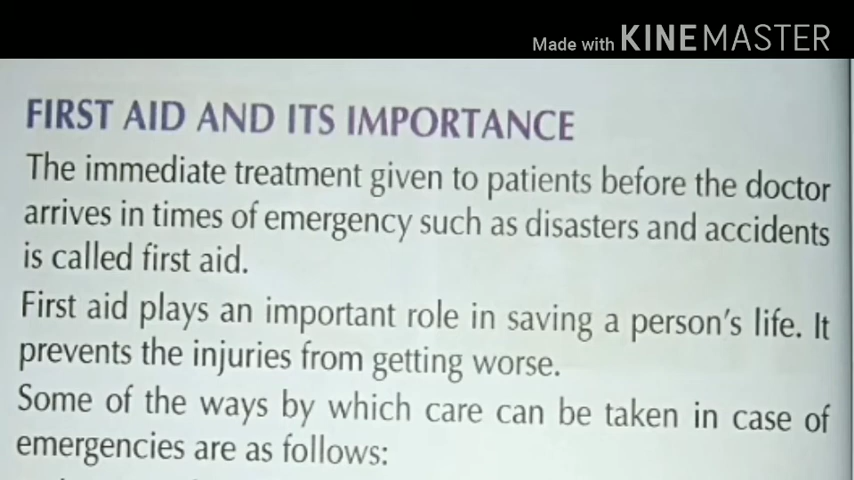 Made with KINEMASTER
FIRST AID AND ITS IMPORTANCE
The immediate treatment given to patients before the doctor
arrives in times of emergency such as disasters and accidents
is called first aid.
First aid plays an important role in saving a person's life. It
prevents the injuries from getting worse.
Some of the ways by which care can be taken in case of
emergencies are as follows: